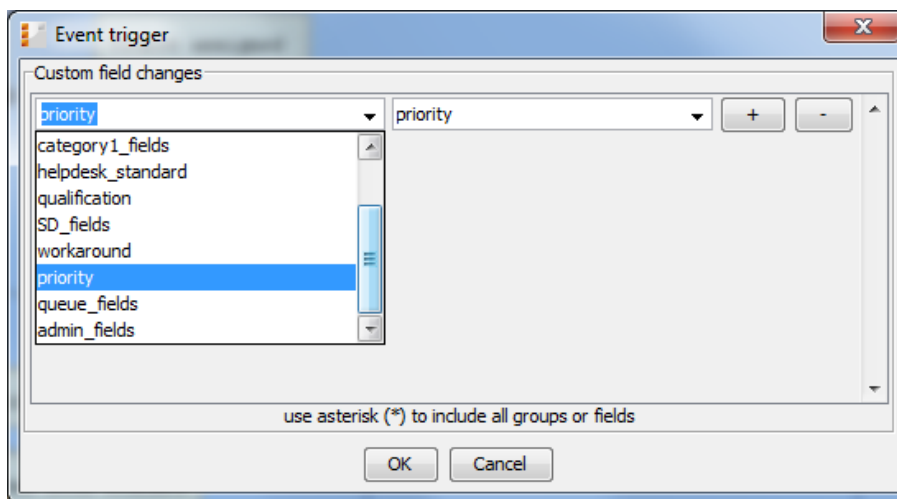 Event trigger
Custom field changes
priority priority + -
category1_fields
helpdesk_standard
qualification
SD_fields
workaround
priority
queue_fields
admin_fields
use asterisk (*) to include all groups or fields
OK Cancel